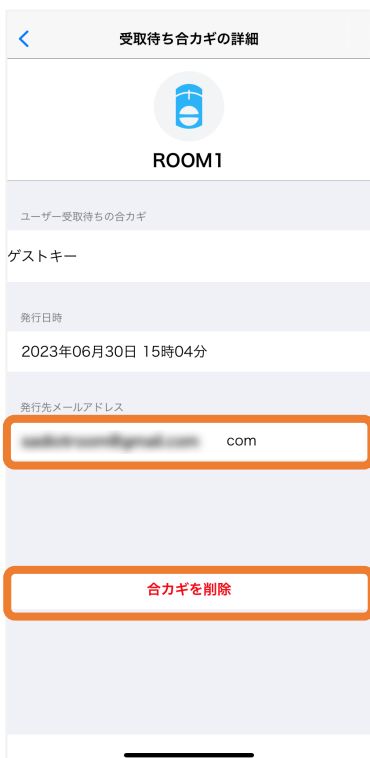 受取待ち合カギの詳細
ROOM1
ユーザー受取待ちの合カギ
ゲストキー
発行日時
2023年06月30日 15時04分
発行先メールアドレス
com
合カギを削除